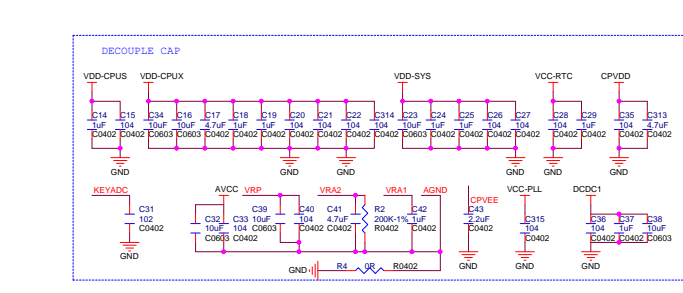 DECOUPLE CAP
VDD-CPUS VDD-CPUX VDD-SYS VCC-RTC CPVDD
C14 C15 C34 C16 C17 C18 C19 C20 C21 C22 C314 C23 C24 C25 C26 C27 C28 C29 C35 C313
1uF 104 10uF 10uF 4.7uF 1uF 1uF 104 104 104 104 10uF 1uF 1uF 104 104 104 1uF 104 4.7uF
C0402 C0402 C0603 C0603 C0402 C0402 C0402 C0402 C0402 C0402 C0402 C0603 C0402 C0402 C0402 C0402 C0402 C0402 C0402 C0402
GND GND GND GND GND GND
KEYADC AVCC VRP VRA2 VRA1 AGND CPVEE VCC-PLL DCDC1
C31 C32 C33 C39 C40 C41 R2 C42 C43 C315 C36 C37 C38
102 10uF 104 10uF 104 4.7uF 200K-1% 1uF 2.2uF 104 104 1uF 10uF
C0402 C0603 C0402 C0603 C0402 C0402 R0402 C0402 C0402 C0402 C0402 C0402 C0603
GND GND GND GND
GND R4 0R R0402